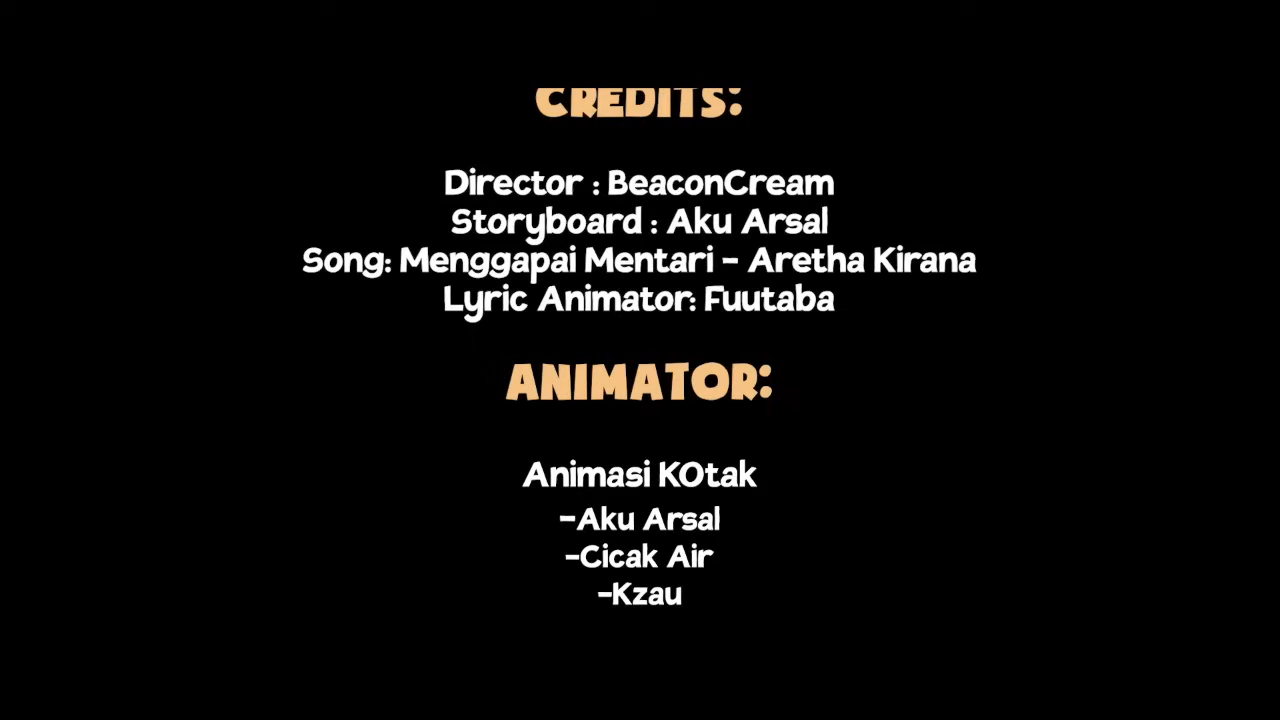 CREDITS:
Director : BeaconCream
Storyboard : Aku Arsal
Song: Menggapai Mentari - Aretha Kirana
Lyric Animator: Fuutaba
ANIMATOR:
Animasi KOtak
-Aku Arsal
-Cicak Air
-Kzau